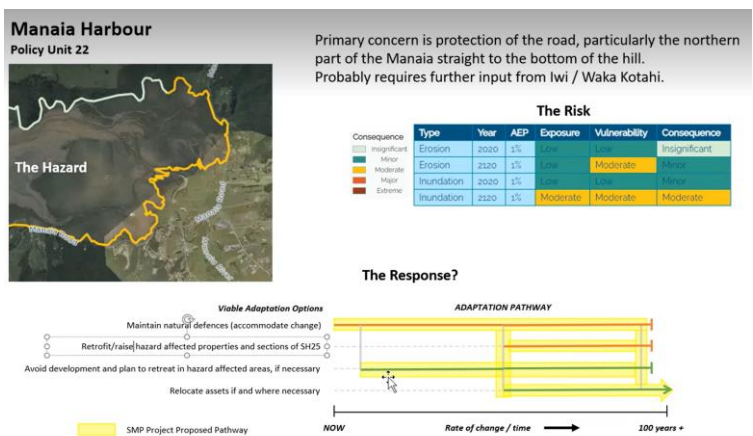 Manaia Harbour
Policy Unit 22
Primary concern is protection of the road, particularly the northern
part of the Manaia straight to the bottom of the hill.
Probably requires further input from Iwi / Waka Kotahi.
The Hazard
Manaia Road
The Risk
Consequence
Insignificant
Minor
Moderate
Major
Extreme
Type Year AEP Exposure Vulnerability Consequence
Erosion 2020 1% Low Low Insignificant
Erosion 2120 1% Low Moderate Minor
Inundation 2020 1% Low Low Minor
Inundation 2120 1% Moderate Moderate Moderate
The Response?
Viable Adaptation Options
ADAPTATION PATHWAY
Maintain natural defences (accommodate change)
Retrofit/raise hazard affected properties and sections of SH25
Avoid development and plan to retreat in hazard affected areas, if necessary
Relocate assets if and where necessary
SMP Project Proposed Pathway
NOW
Rate of change / time
100 years +